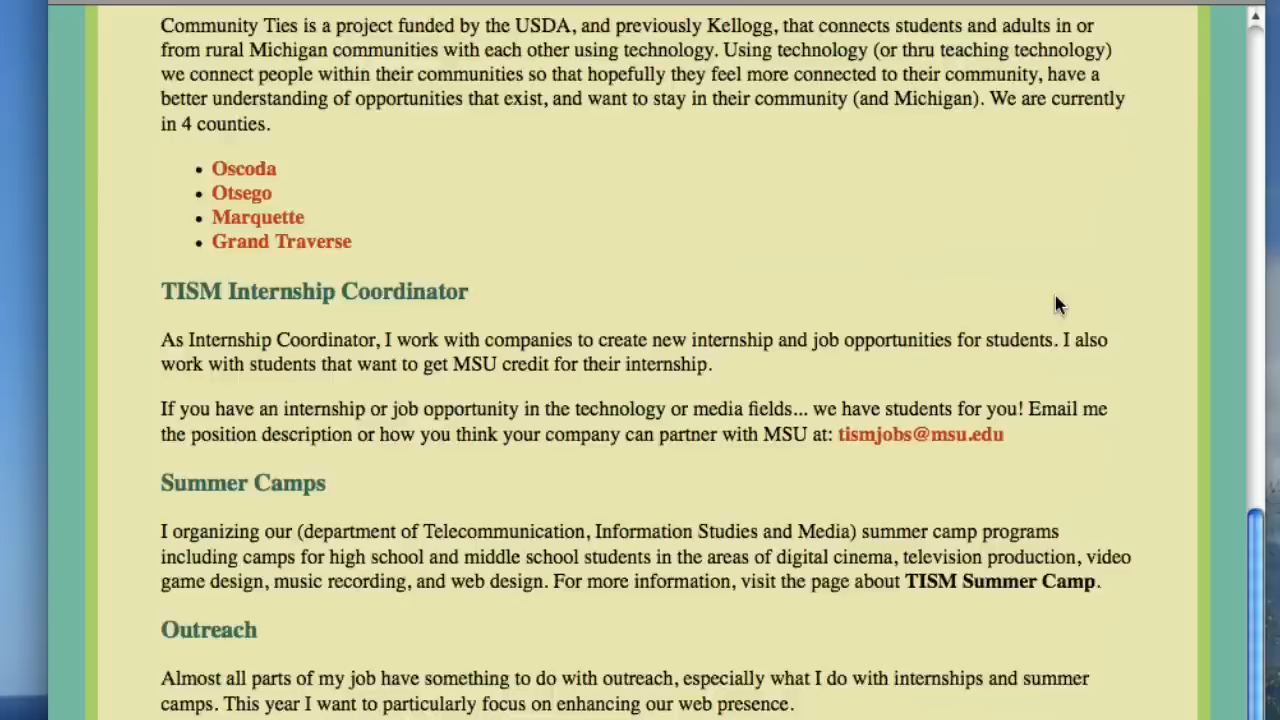 Community Ties is a project funded by the USDA, and previously Kellogg, that connects students and adults in or
from rural Michigan communities with each other using technology. Using technology (or thru teaching technology)
we connect people within their communities so that hopefully they feel more connected to their community, have a
better understanding of opportunities that exist, and want to stay in their community (and Michigan). We are currently
in 4 counties.
• Oscoda
• Otsego
• Marquette
• Grand Traverse
TISM Internship Coordinator
As Internship Coordinator, I work with companies to create new internship and job opportunities for students. I also
work with students that want to get MSU credit for their internship.
If you have an internship or job opportunity in the technology or media fields... we have students for you! Email me
the position description or how you think your company can partner with MSU at: tismjobs@msu.edu
Summer Camps
I organizing our (department of Telecommunication, Information Studies and Media) summer camp programs
including camps for high school and middle school students in the areas of digital cinema, television production, video
game design, music recording, and web design. For more information, visit the page about TISM Summer Camp.
Outreach
Almost all parts of my job have something to do with outreach, especially what I do with internships and summer
camps. This year I want to particularly focus on enhancing our web presence.